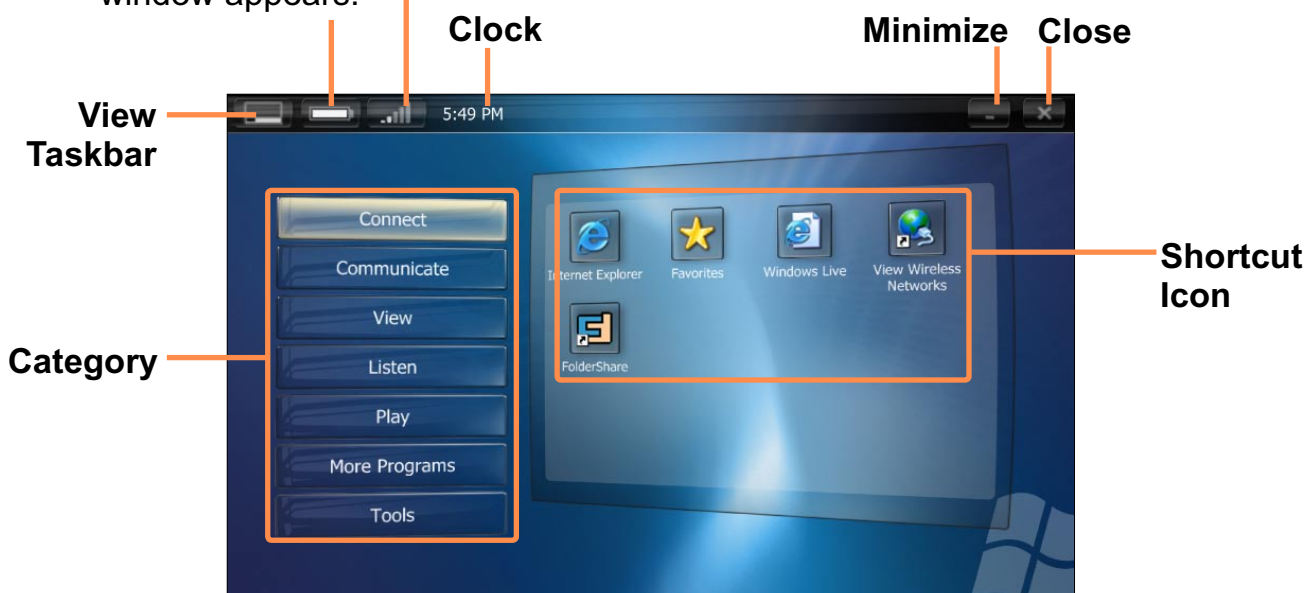 window appears.
Clock
Minimize Close
View
Taskbar
5:49 PM
Connect
Communicate
View
Listen
Play
More Programs
Tools
Internet Explorer
Favorites
Windows Live
View Wireless
Networks
FolderShare
Shortcut
Icon
Category